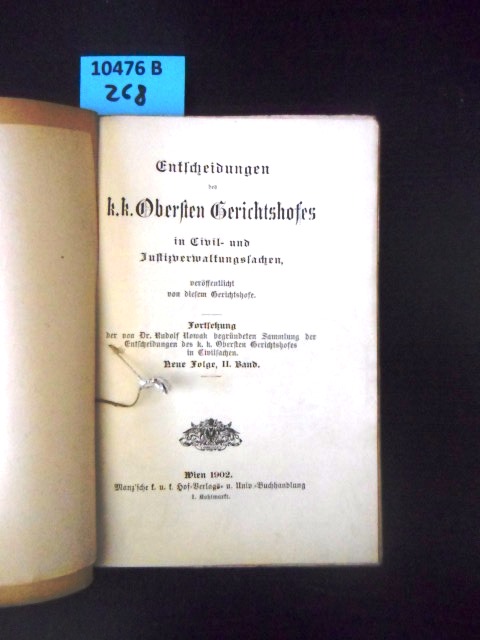 10476 B
268
Entscheidungen
des
k.k. Obersten Gerichtshofes
in Civil- und
Justizverwaltungssachen,
veröffentlicht
von diesem Gerichtshofe.
Fortsetzung
der von Dr. Rudolf Nowak begründeten Sammlung der
Entscheidungen des k. k. Obersten Gerichtshofes
in Civilsachen.
Neue Folge, II. Band.
Wien 1902.
Manz'sche k. u. k. Hof-Verlags- u. Univ.-Buchhandlung
I. Kohlmarkt.